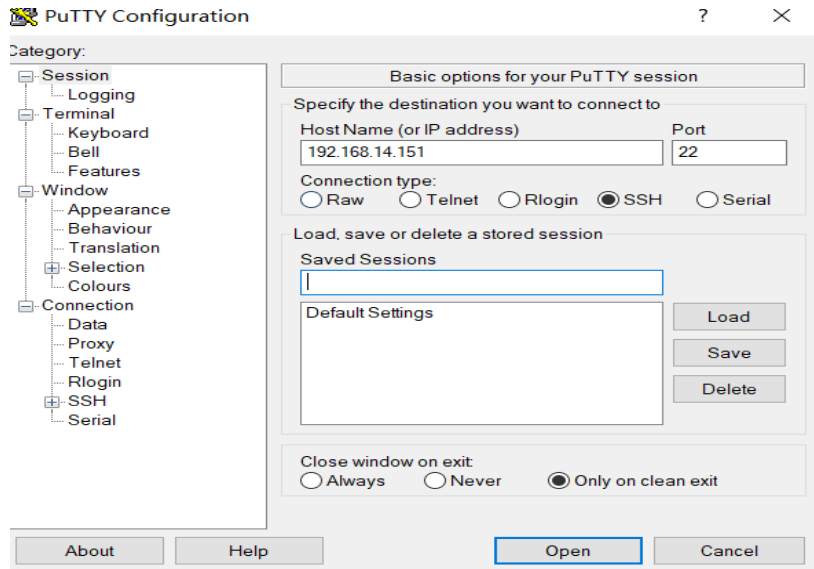 PuTTY Configuration ? ×
Category:
Session
Logging
Terminal
Keyboard
Bell
Features
Window
Appearance
Behaviour
Translation
Selection
Colours
Connection
Data
Proxy
Telnet
Rlogin
SSH
Serial
Basic options for your PuTTY session
Specify the destination you want to connect to
Host Name (or IP address) Port
192.168.14.151 22
Connection type:
Raw Telnet Rlogin SSH Serial
Load, save or delete a stored session
Saved Sessions
Default Settings
Load
Save
Delete
Close window on exit:
Always Never Only on clean exit
About Help Open Cancel